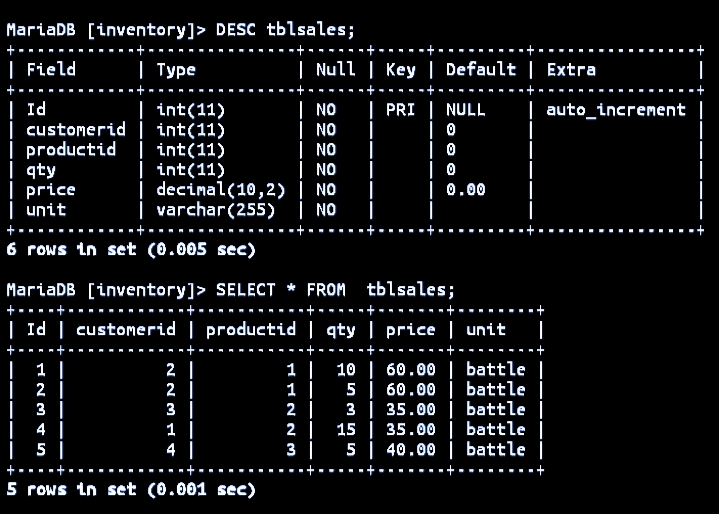 MariaDB [inventory]> DESC tblsales;
+------------+---------------+------+-----+---------+----------------+
| Field      | Type          | Null | Key | Default | Extra          |
+------------+---------------+------+-----+---------+----------------+
| Id         | int(11)       | NO   | PRI | NULL    | auto_increment |
| customerid | int(11)       | NO   |     | 0       |                |
| productid  | int(11)       | NO   |     | 0       |                |
| qty        | int(11)       | NO   |     | 0       |                |
| price      | decimal(10,2) | NO   |     | 0.00    |                |
| unit       | varchar(255)  | NO   |     |         |                |
+------------+---------------+------+-----+---------+----------------+
6 rows in set (0.005 sec)

MariaDB [inventory]> SELECT * FROM  tblsales;
+----+------------+-----------+-----+-------+--------+
| Id | customerid | productid | qty | price | unit   |
+----+------------+-----------+-----+-------+--------+
|  1 |          2 |         1 |  10 | 60.00 | battle |
|  2 |          2 |         1 |   5 | 60.00 | battle |
|  3 |          3 |         2 |   3 | 35.00 | battle |
|  4 |          1 |         2 |  15 | 35.00 | battle |
|  5 |          4 |         3 |   5 | 40.00 | battle |
+----+------------+-----------+-----+-------+--------+
5 rows in set (0.001 sec)